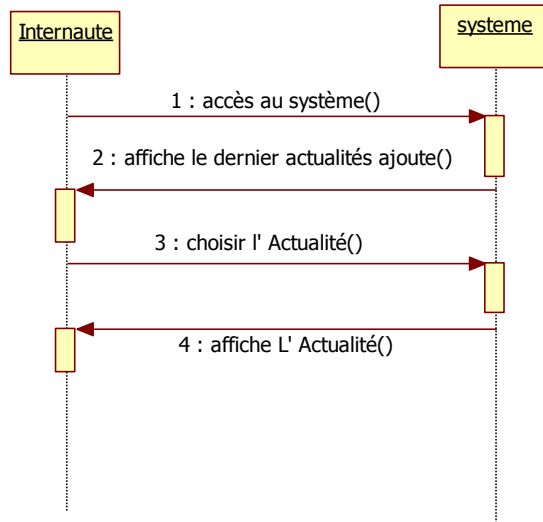 Internaute
systeme
1 : accès au système()
2 : affiche le dernier actualités ajoute()
3 : choisir l' Actualité()
4 : affiche L' Actualité()